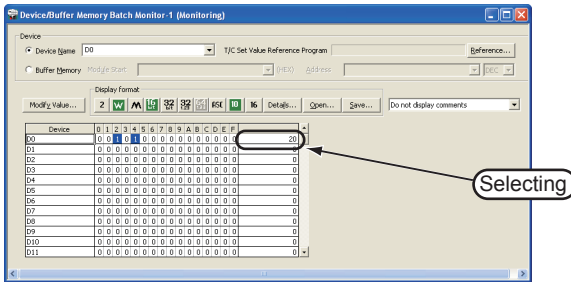 Device/Buffer Memory Batch Monitor-1 (Monitoring)
Device
Device Name D0 T/C Set Value Reference Program Reference...
Buffer Memory Module Start (HEX) Address DEC
Display format
Modify Value... 2 W M 16bit 32bit ASC 10 16 Details... Open... Save... Do not display comments
Device 0 1 2 3 4 5 6 7 8 9 A B C D E F
D0 0 0 1 0 1 0 0 0 0 0 0 0 0 0 0 0 20
D1 0 0 0 0 0 0 0 0 0 0 0 0 0 0 0 0 0
D2 0 0 0 0 0 0 0 0 0 0 0 0 0 0 0 0 0
D3 0 0 0 0 0 0 0 0 0 0 0 0 0 0 0 0 0
D4 0 0 0 0 0 0 0 0 0 0 0 0 0 0 0 0 0
D5 0 0 0 0 0 0 0 0 0 0 0 0 0 0 0 0 0
D6 0 0 0 0 0 0 0 0 0 0 0 0 0 0 0 0 0
D7 0 0 0 0 0 0 0 0 0 0 0 0 0 0 0 0 0
D8 0 0 0 0 0 0 0 0 0 0 0 0 0 0 0 0 0
D9 0 0 0 0 0 0 0 0 0 0 0 0 0 0 0 0 0
D10 0 0 0 0 0 0 0 0 0 0 0 0 0 0 0 0 0
D11 0 0 0 0 0 0 0 0 0 0 0 0 0 0 0 0 0
Selecting